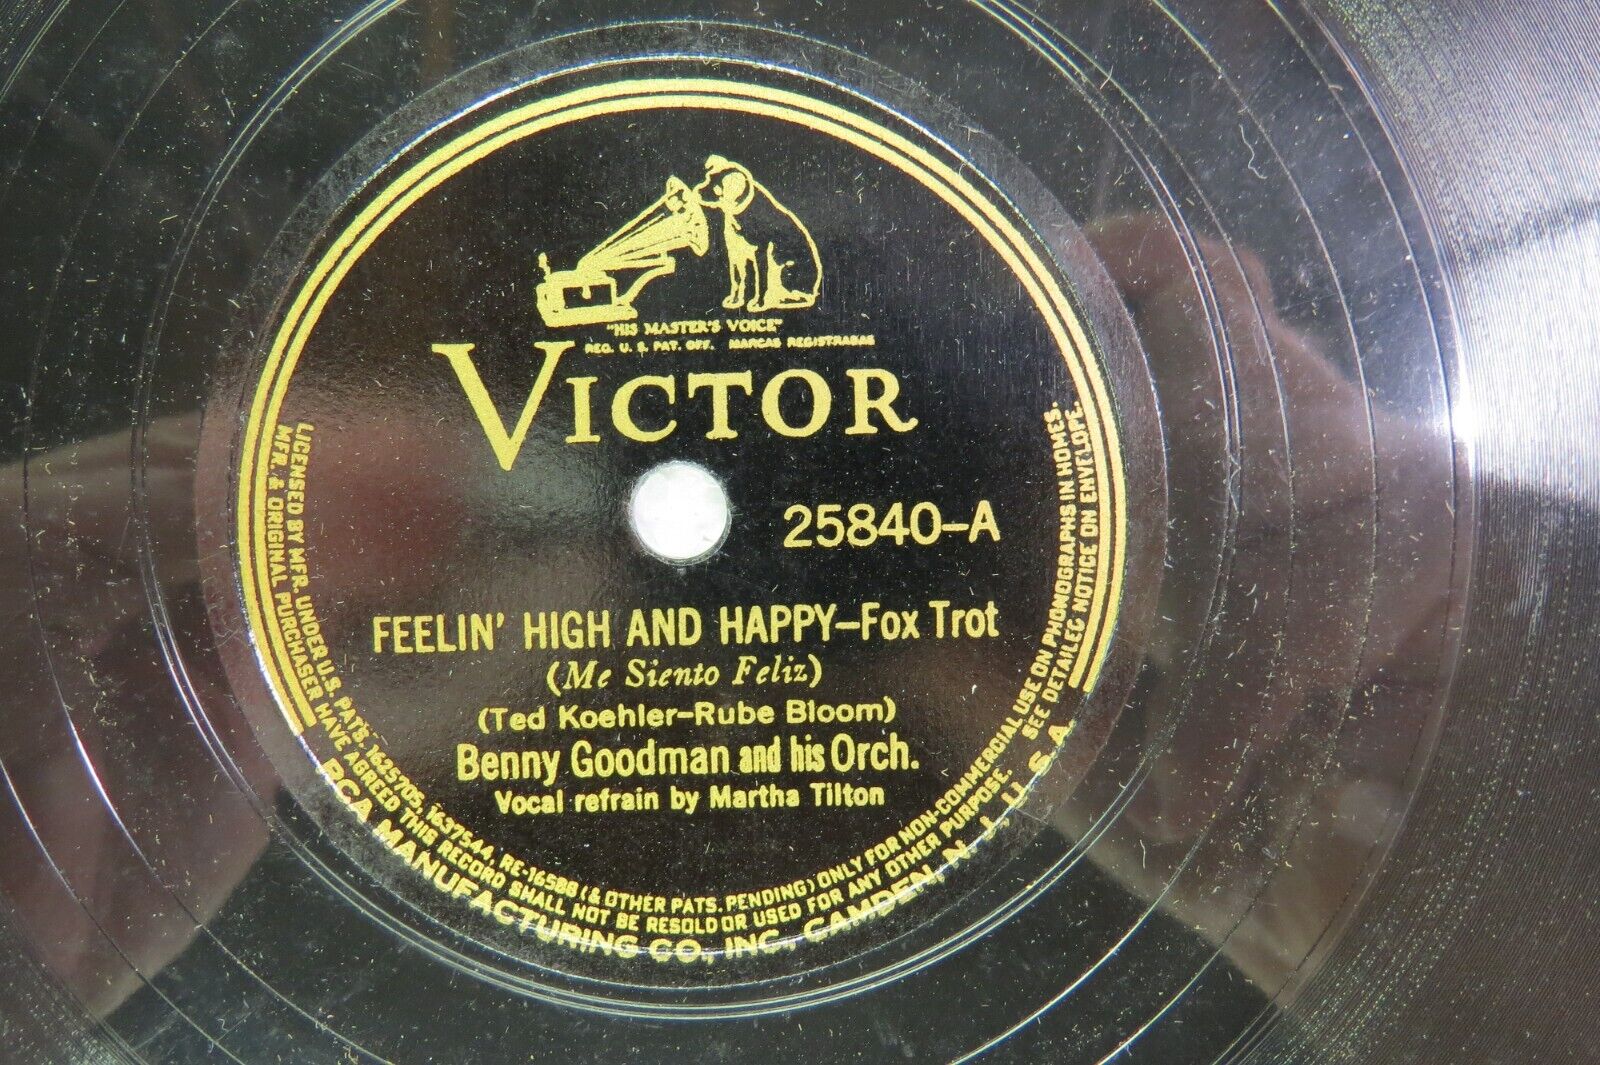 "HIS MASTER'S VOICE"
REG. U. S. PAT. OFF. MARCAS REGISTRADAS
VICTOR
25840-A
FEELIN' HIGH AND HAPPY—Fox Trot
(Me Siento Feliz)
(Ted Koehler-Rube Bloom)
Benny Goodman and his Orch.
Vocal refrain by Martha Tilton
LICENSED BY MFR. UNDER U.S. PATS. 1625705, 1637544, RE-16588 (& OTHER PATS. PENDING) ONLY FOR NON-COMMERCIAL USE ON PHONOGRAPHS IN HOMES.
MFR. & ORIGINAL PURCHASER HAVE AGREED THIS RECORD SHALL NOT BE RESOLD OR USED FOR ANY OTHER PURPOSE. SEE DETAILED NOTICE ON ENVELOPE.
RCA MANUFACTURING CO., INC., CAMDEN, N. J., U. S. A.